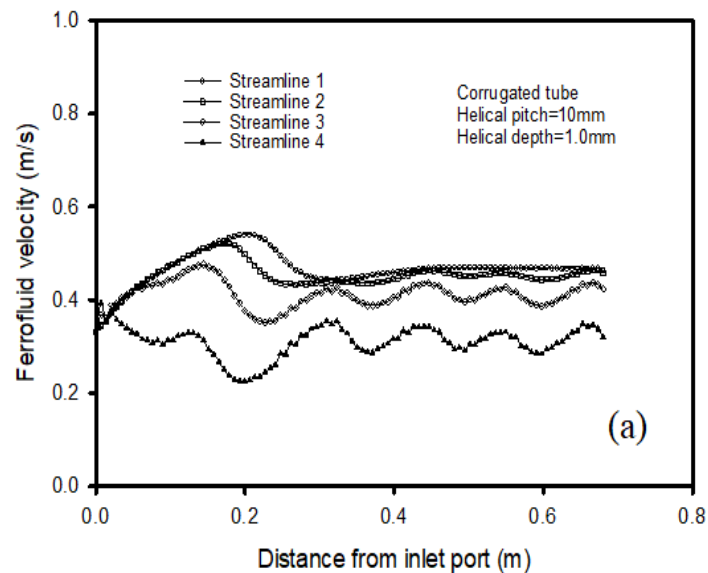 1.0
0.8
0.6
0.4
0.2
0.0
Ferrofluid velocity (m/s)
Streamline 1
Streamline 2
Streamline 3
Streamline 4
Corrugated tube
Helical pitch=10mm
Helical depth=1.0mm
(a)
0.0 0.2 0.4 0.6 0.8
Distance from inlet port (m)